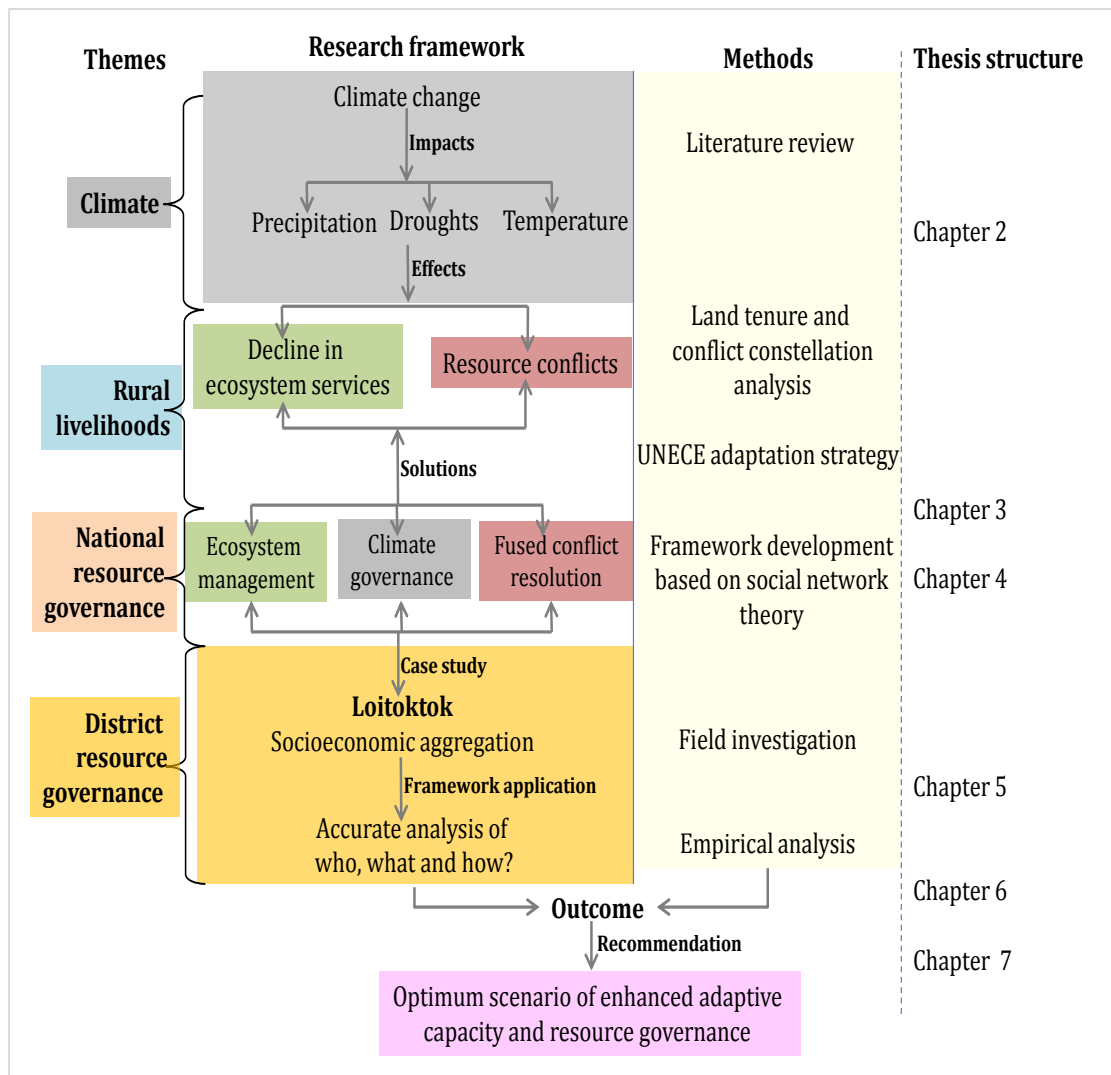 Themes
Research framework
Methods
Thesis structure
Climate
Climate change
Impacts
Precipitation
Droughts
Temperature
Effects
Literature review
Chapter 2
Rural
livelihoods
Decline in
ecosystem services
Resource conflicts
Solutions
Land tenure and
conflict constellation
analysis
UNECE adaptation strategy
Chapter 3
National
resource
governance
Ecosystem
management
Climate
governance
Fused conflict
resolution
Framework development
based on social network
theory
Chapter 4
District
resource
governance
Case study
Loitoktok
Socioeconomic aggregation
Framework application
Accurate analysis of
who, what and how?
Field investigation
Empirical analysis
Chapter 5
Chapter 6
Outcome
Recommendation
Chapter 7
Optimum scenario of enhanced adaptive
capacity and resource governance